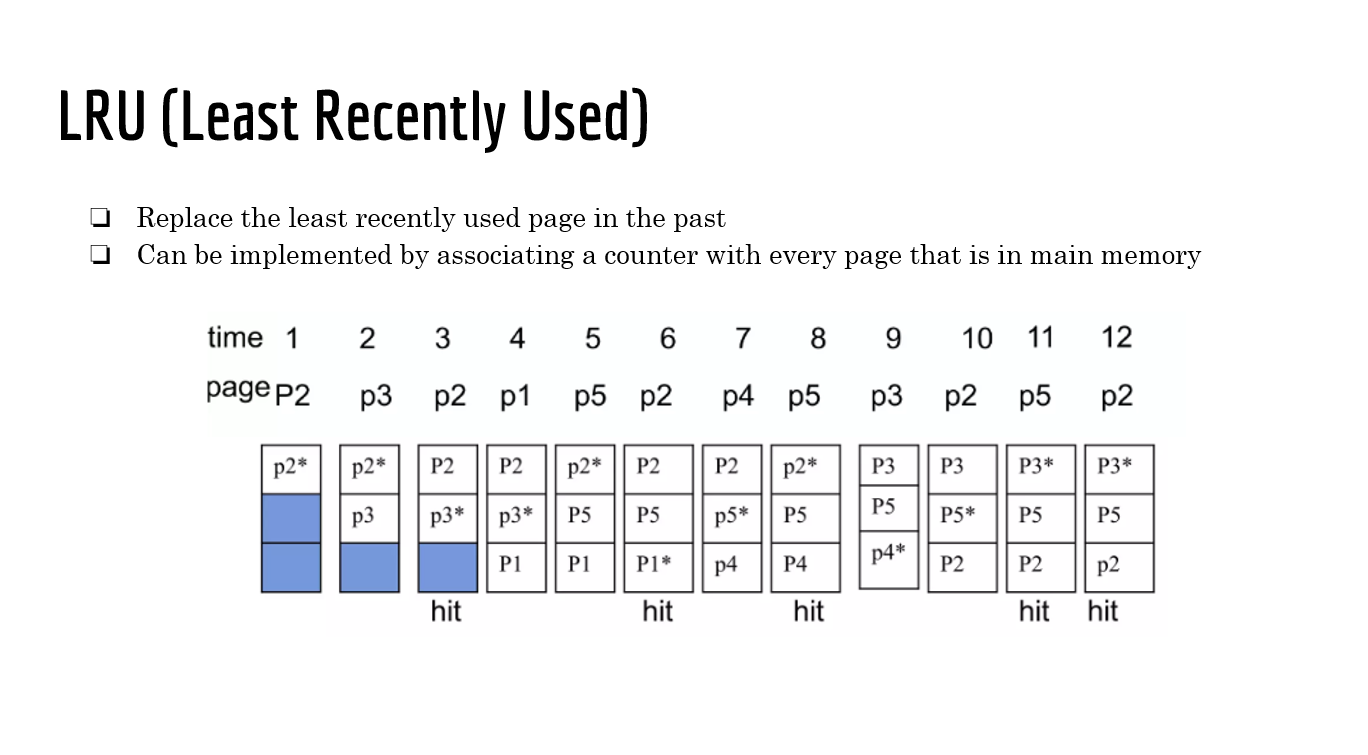 LRU (Least Recently Used)
❏ Replace the least recently used page in the past
❏ Can be implemented by associating a counter with every page that is in main memory
time 1 2 3 4 5 6 7 8 9 10 11 12
page P2 p3 p2 p1 p5 p2 p4 p5 p3 p2 p5 p2
p2* p2* P2 P2 p2* P2 P2 p2* P3 P3 P3* P3*
p3 p3* p3* P5 P5 p5* P5 P5 P5* P5 P5
P1 P1 P1* p4 P4 p4* P2 P2 p2
hit hit hit hit hit